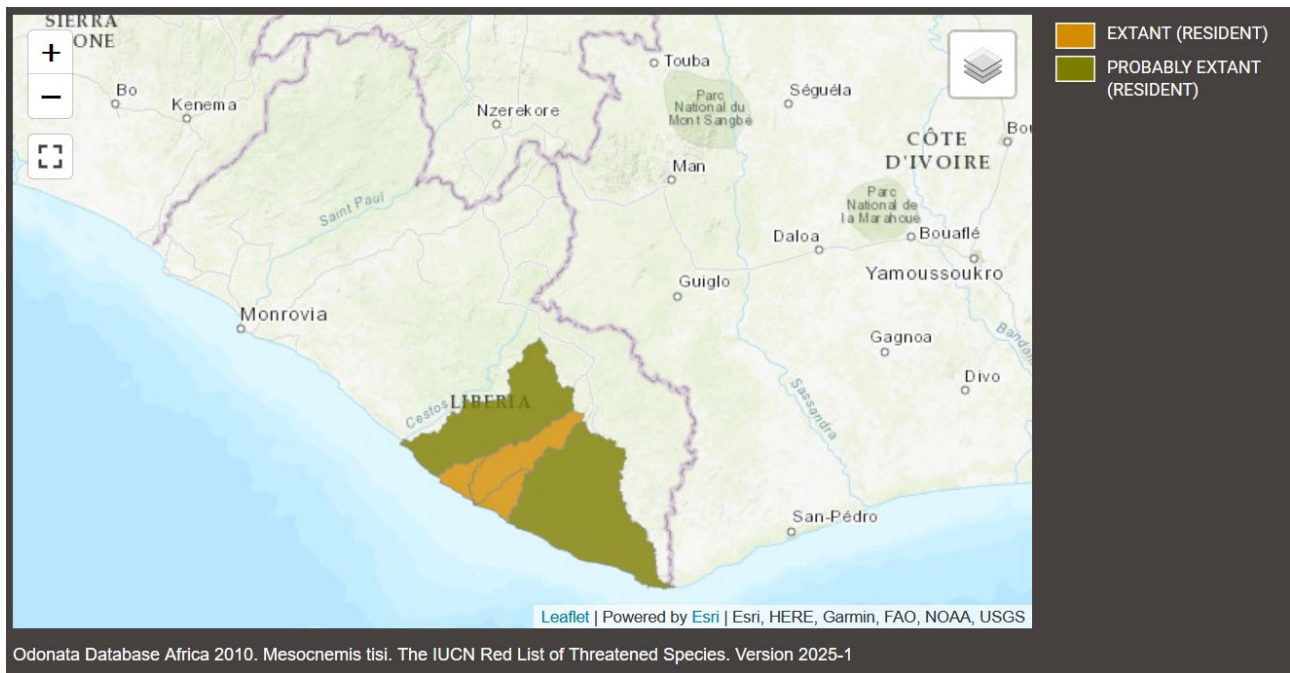 SIERRA
ONE
+
−
Bo
Kenema
Nzerekore
Touba
Parc
National du
Mont Sangbé
Séguéla
CÔTE
D'IVOIRE
Bou
Man
Saint Paul
Parc
National de
la Marahoué
Daloa
Bouaflé
Yamoussoukro
Guiglo
Monrovia
Gagnoa
Bandam
Divo
Cestos
LIBERIA
Sassandra
San-Pédro
Leaflet | Powered by Esri | Esri, HERE, Garmin, FAO, NOAA, USGS
EXTANT (RESIDENT)
PROBABLY EXTANT
(RESIDENT)
Odonata Database Africa 2010. Mesocnemis tisi. The IUCN Red List of Threatened Species. Version 2025-1